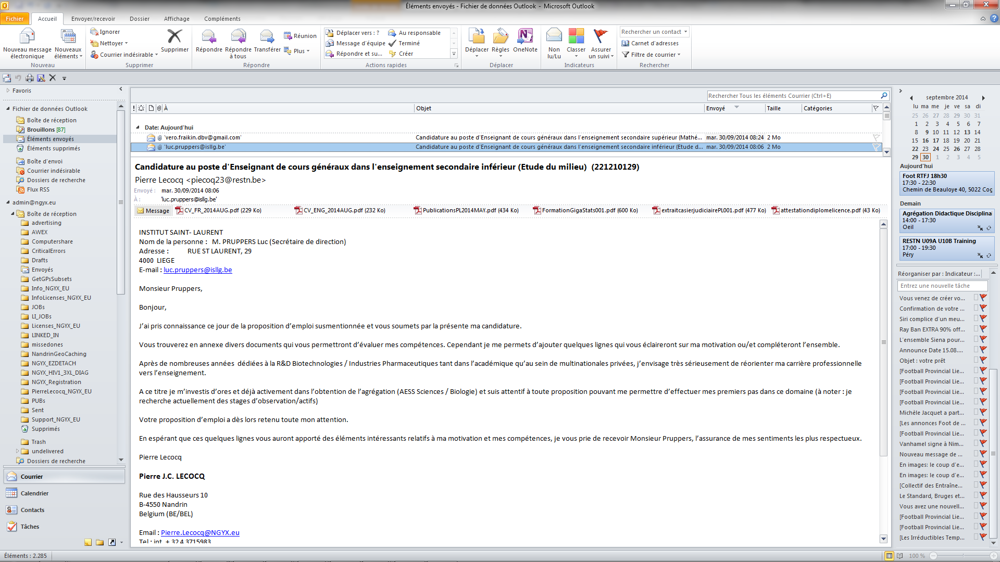 Éléments envoyés - Fichier de données Outlook - Microsoft Outlook
Fichier
Accueil
Envoyer/recevoir
Dossier
Affichage
Compléments
Nouveau message électronique
Nouveaux éléments
Nouveau
Ignorer
Nettoyer
Courrier indésirable
Supprimer
Supprimer
Répondre
Répondre à tous
Transférer
Réunion
Plus
Répondre
Déplacer vers : ?
Message d'équipe
Répondre et su...
Au responsable
Terminé
Créer
Actions rapides
Déplacer
Règles
OneNote
Déplacer
Non lu/Lu
Classer
Assurer un suivi
Indicateurs
Rechercher un contact
Carnet d'adresses
Filtre de courrier
Rechercher
Favoris
Fichier de données Outlook
Boîte de réception
Brouillons [87]
Éléments envoyés
Éléments supprimés
Boîte d'envoi
Courrier indésirable
Dossiers de recherche
Flux RSS
admin@ngyx.eu
Boîte de réception
advertising
AWEX
Computershare
CriticalErrors
Drafts
Envoyés
GetGPsSubsets
Info_NGYX_EU
InfoLicenses_NGYX_EU
JOBs
LI_JOBs
Licenses_NGYX_EU
LINKED_IN
missedones
NandrinGeoCaching
NGYX_EZDETACH
NGYX_HIV1_3XL_DIAG
NGYX_Registration
PierreLecocq_NGYX_EU
PUBs
Sent
Support_NGYX_EU
Supprimés
Trash
undelivered
Dossiers de recherche
Courrier
Calendrier
Contacts
Tâches
Éléments : 2.285
Rechercher Tous les éléments Courrier (Ctrl+E)
! À Objet Envoyé Taille Catégories
Date: Aujourd'hui
'vero.fraikin.dbv@gmail.com' Candidature au poste d'Enseignant de cours généraux dans l'enseignement secondaire supérieur (Mathé... mar. 30/09/2014 08:24 2 Mo
'luc.pruppers@isllg.be' Candidature au poste d'Enseignant de cours généraux dans l'enseignement secondaire inférieur (Etude d... mar. 30/09/2014 08:06 2 Mo
Candidature au poste d'Enseignant de cours généraux dans l'enseignement secondaire inférieur (Etude du milieu) (221210129)
Pierre Lecocq <piecoq23@restn.be>
Envoyé : mar. 30/09/2014 08:06
À : 'luc.pruppers@isllg.be'
Message CV_FR_2014AUG.pdf (229 Ko) CV_ENG_2014AUG.pdf (232 Ko) PublicationsPL2014MAY.pdf (434 Ko) FormationGigaStats001.pdf (600 Ko) extraitcasierjudiciairePL001.pdf (477 Ko) attestationdiplomelicence.pdf (43 Ko)
INSTITUT SAINT- LAURENT
Nom de la personne : M. PRUPPERS Luc (Secrétaire de direction)
Adresse : RUE ST LAURENT, 29
4000 LIEGE
E-mail : luc.pruppers@isllg.be
Monsieur Pruppers,
Bonjour,
J'ai pris connaissance ce jour de la proposition d'emploi susmentionnée et vous soumets par la présente ma candidature.
Vous trouverez en annexe divers documents qui vous permettront d'évaluer mes compétences. Cependant je me permets d'ajouter quelques lignes qui vous éclaireront sur ma motivation ou/et compléteront l'ensemble.
Après de nombreuses années dédiées à la R&D Biotechnologies / Industries Pharmaceutiques tant dans l'académique qu'au sein de multinationales privées, j'envisage très sérieusement de réorienter ma carrière professionnelle
vers l'enseignement.
A ce titre je m'investis d'ores et déjà activement dans l'obtention de l'agrégation (AESS Sciences / Biologie) et suis attentif à toute proposition pouvant me permettre d'effectuer mes premiers pas dans ce domaine (à noter : je
recherche actuellement des stages d'observation/actifs)
Votre proposition d'emploi a dès lors retenu toute mon attention.
En espérant que ces quelques lignes vous auront apporté des éléments intéressants relatifs à ma motivation et mes compétences, je vous prie de recevoir Monsieur Pruppers, l'assurance de mes sentiments les plus respectueux.
Pierre Lecocq
Pierre J.C. LECOCQ
Rue des Hausseurs 10
B-4550 Nandrin
Belgium (BE/BEL)
Email : Pierre.Lecocq@NGYX.eu
Tel : int. + 32 4 3715983
septembre 2014
lu ma me je ve sa di
25 26 27 28 29 30 31
1 2 3 4 5 6 7
8 9 10 11 12 13 14
15 16 17 18 19 20 21
22 23 24 25 26 27 28
29 30 1 2 3 4 5
Aujourd'hui
Foot RTFJ 18h30
17:30 - 22:30
Chemin de Beauloye 40, 5022 Cog
Demain
Agrégation Didactique Disciplinai
14:00 - 17:30
Oeil
RESTN U09A U10B Training
17:00 - 19:30
Péry
Réorganiser par : Indicateur :...
Entrez une nouvelle tâche
Vous venez de créer vo...
Confirmation de votre ...
Siri complice d'un meu...
Ray Ban EXTRA 90% off...
L'ensemble Siena pour...
Announce Date 15.08....
Objet : votre prêt
[Football Provincial Lie...
[Football Provincial Lie...
[Football Provincial Lie...
[Football Provincial Lie...
Michèle Jacquet a part...
[Les annonces Foot de ...
[Football Provincial Lie...
Vanhamel signe à Nim...
Nouveau message de ...
En images: le coup d'e...
En images: le coup d'e...
[Collectif des Entraîne...
Le Standard, Bruges et...
Vous avez une nouvell...
[Football Provincial Lie...
[Football Provincial Lie...
[Les Irréductibles Temp...
100 %